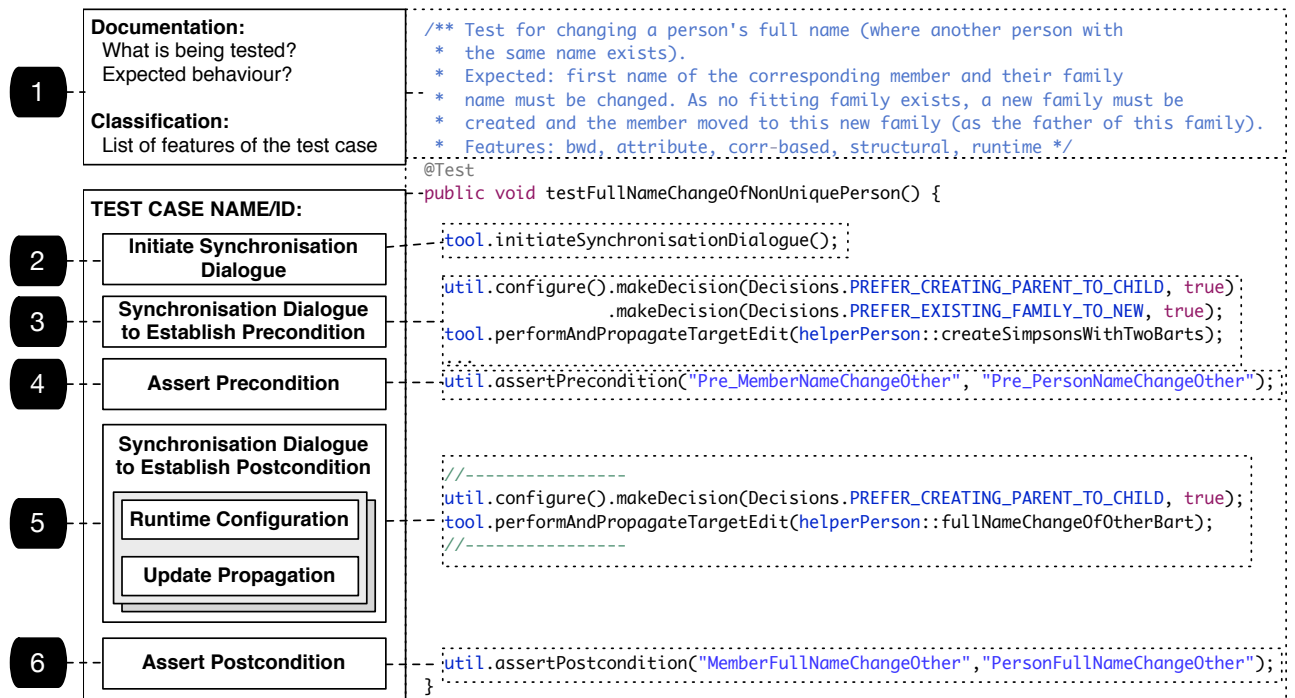 Documentation:
What is being tested?
Expected behaviour?
1
Classification:
List of features of the test case
/** Test for changing a person's full name (where another person with
* the same name exists).
* Expected: first name of the corresponding member and their family
* name must be changed. As no fitting family exists, a new family must be
* created and the member moved to this new family (as the father of this family).
* Features: bwd, attribute, corr-based, structural, runtime */
@Test
public void testFullNameChangeOfNonUniquePerson() {
TEST CASE NAME/ID:
2
Initiate Synchronisation
Dialogue
tool.initiateSynchronisationDialogue();
3
Synchronisation Dialogue
to Establish Precondition
util.configure().makeDecision(Decisions.PREFER_CREATING_PARENT_TO_CHILD, true)
.makeDecision(Decisions.PREFER_EXISTING_FAMILY_TO_NEW, true);
tool.performAndPropagateTargetEdit(helperPerson::createSimpsonsWithTwoBarts);
...
4
Assert Precondition
util.assertPrecondition("Pre_MemberNameChangeOther", "Pre_PersonNameChangeOther");
5
Synchronisation Dialogue
to Establish Postcondition
Runtime Configuration
Update Propagation
//---------------
util.configure().makeDecision(Decisions.PREFER_CREATING_PARENT_TO_CHILD, true);
tool.performAndPropagateTargetEdit(helperPerson::fullNameChangeOfOtherBart);
//---------------
6
Assert Postcondition
util.assertPostcondition("MemberFullNameChangeOther","PersonFullNameChangeOther");
}